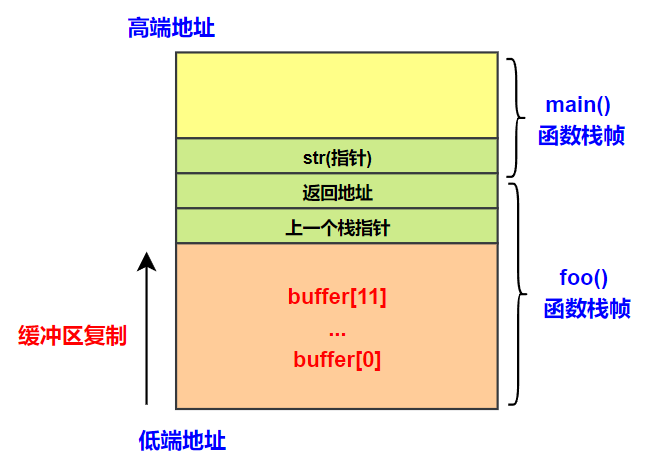 高端地址
main()
函数栈帧
str(指针)
返回地址
上一个栈指针
foo()
函数栈帧
buffer[11]
...
buffer[0]
缓冲区复制
低端地址